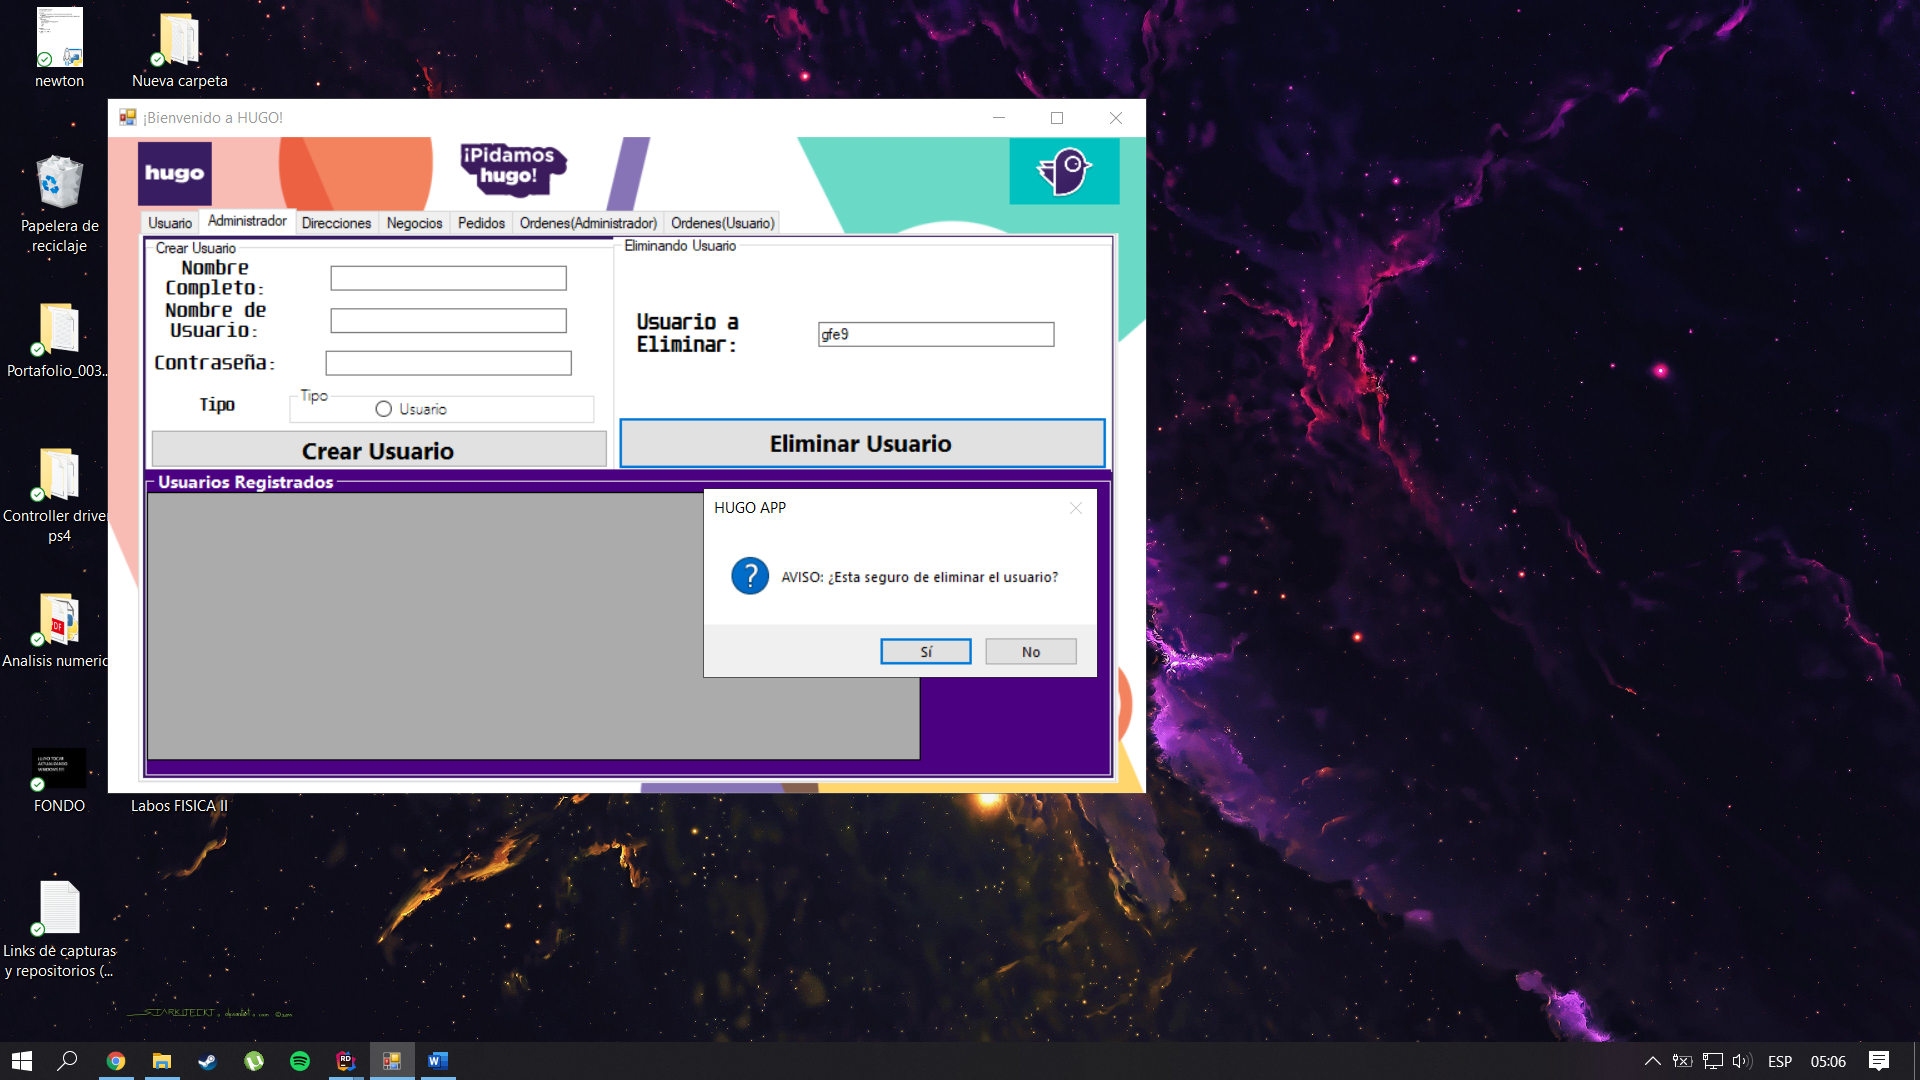 newton
Nueva carpeta
Papelera de
reciclaje
Portafolio_003...
Controller driver
ps4
Analisis numeric
FONDO
Labos FISICA II
Links de capturas
y repositorios (...
¡Bienvenido a HUGO!
hugo
¡Pidamos
hugo!
Usuario
Administrador
Direcciones
Negocios
Pedidos
Ordenes(Administrador)
Ordenes(Usuario)
Crear Usuario
Nombre
Completo:
Nombre de
Usuario:
Contraseña:
Tipo
Tipo
Usuario
Crear Usuario
Eliminando Usuario
Usuario a
Eliminar:
gfe9
Eliminar Usuario
Usuarios Registrados
HUGO APP
AVISO: ¿Esta seguro de eliminar el usuario?
Sí
No
ESP
05:06